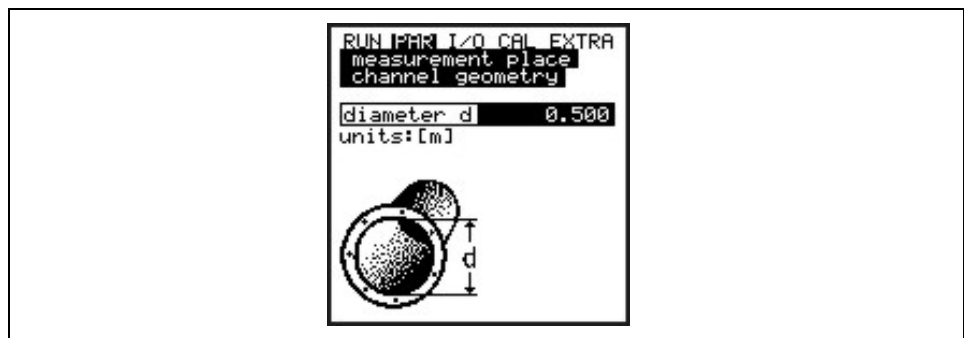 RUN PAR I/O CAL EXTRA
measurement place
channel geometry
diameter d 0.500
units:[m]
d